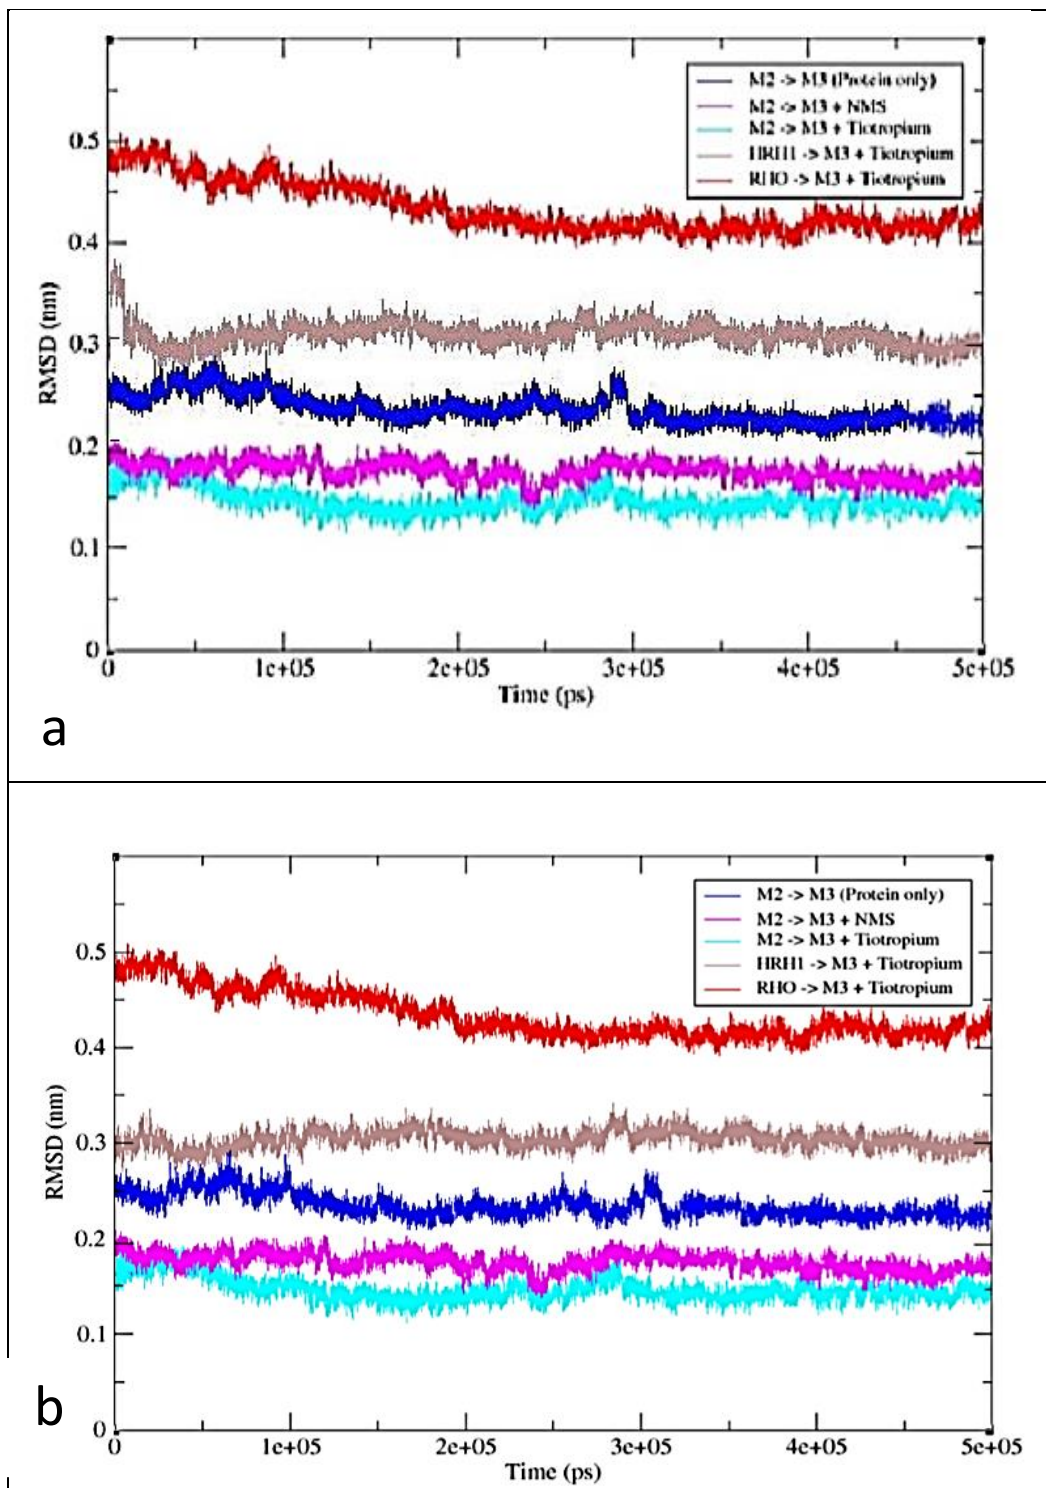 M2 -> M3 (Protein only)
M2 -> M3 + NMS
M2 -> M3 + Tiotropium
HRH1 -> M3 + Tiotropium
RHO -> M3 + Tiotropium
0.5
0.4
0.3
0.2
0.1
0
RMSD (nm)
0 1e+05 2e+05 3e+05 4e+05 5e+05
Time (ps)
a
M2 -> M3 (Protein only)
M2 -> M3 + NMS
M2 -> M3 + Tiotropium
HRH1 -> M3 + Tiotropium
RHO -> M3 + Tiotropium
0.5
0.4
0.3
0.2
0.1
0
RMSD (nm)
0 1e+05 2e+05 3e+05 4e+05 5e+05
Time (ps)
b